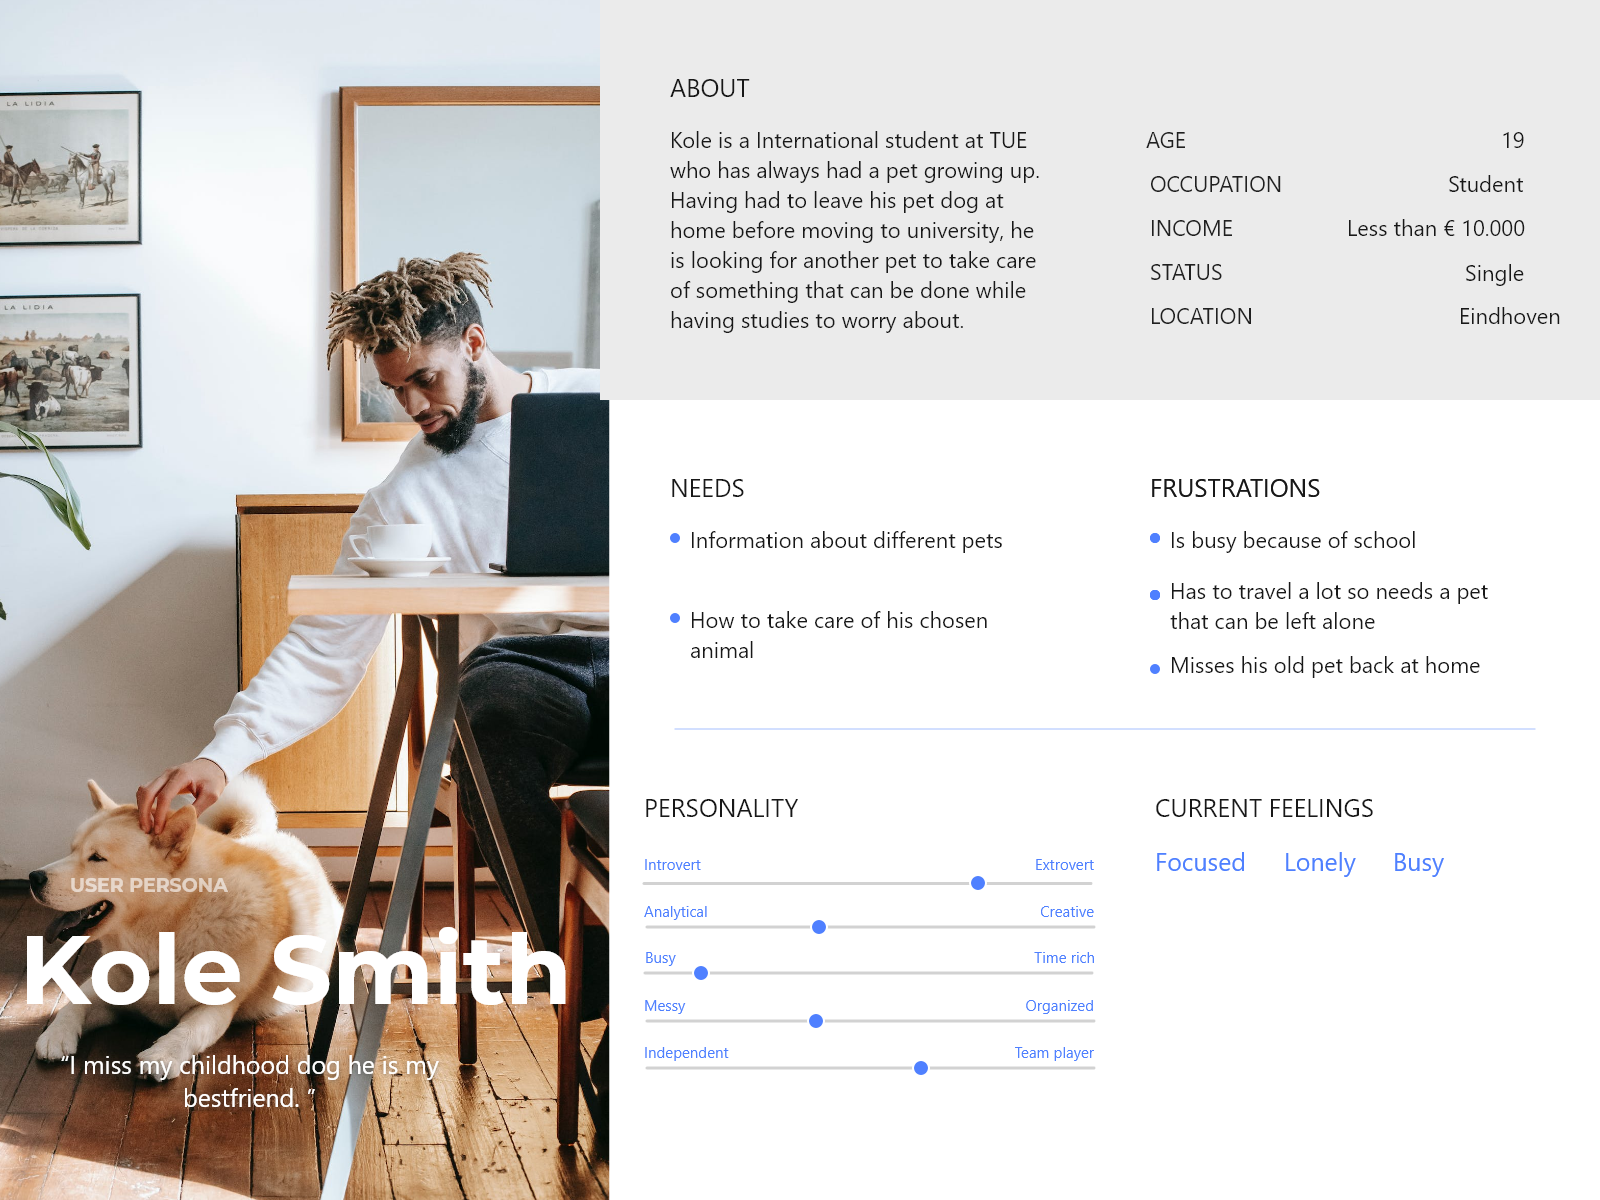 LA LIDIA
LA LIDIA
USER PERSONA
Kole Smith
“I miss my childhood dog he is my
bestfriend. ”
ABOUT
Kole is a International student at TUE
who has always had a pet growing up.
Having had to leave his pet dog at
home before moving to university, he
is looking for another pet to take care
of something that can be done while
having studies to worry about.
AGE 19
OCCUPATION Student
INCOME Less than € 10.000
STATUS Single
LOCATION Eindhoven
NEEDS
Information about different pets
How to take care of his chosen
animal
FRUSTRATIONS
Is busy because of school
Has to travel a lot so needs a pet
that can be left alone
Misses his old pet back at home
PERSONALITY
Introvert Extrovert
Analytical Creative
Busy Time rich
Messy Organized
Independent Team player
CURRENT FEELINGS
Focused Lonely Busy